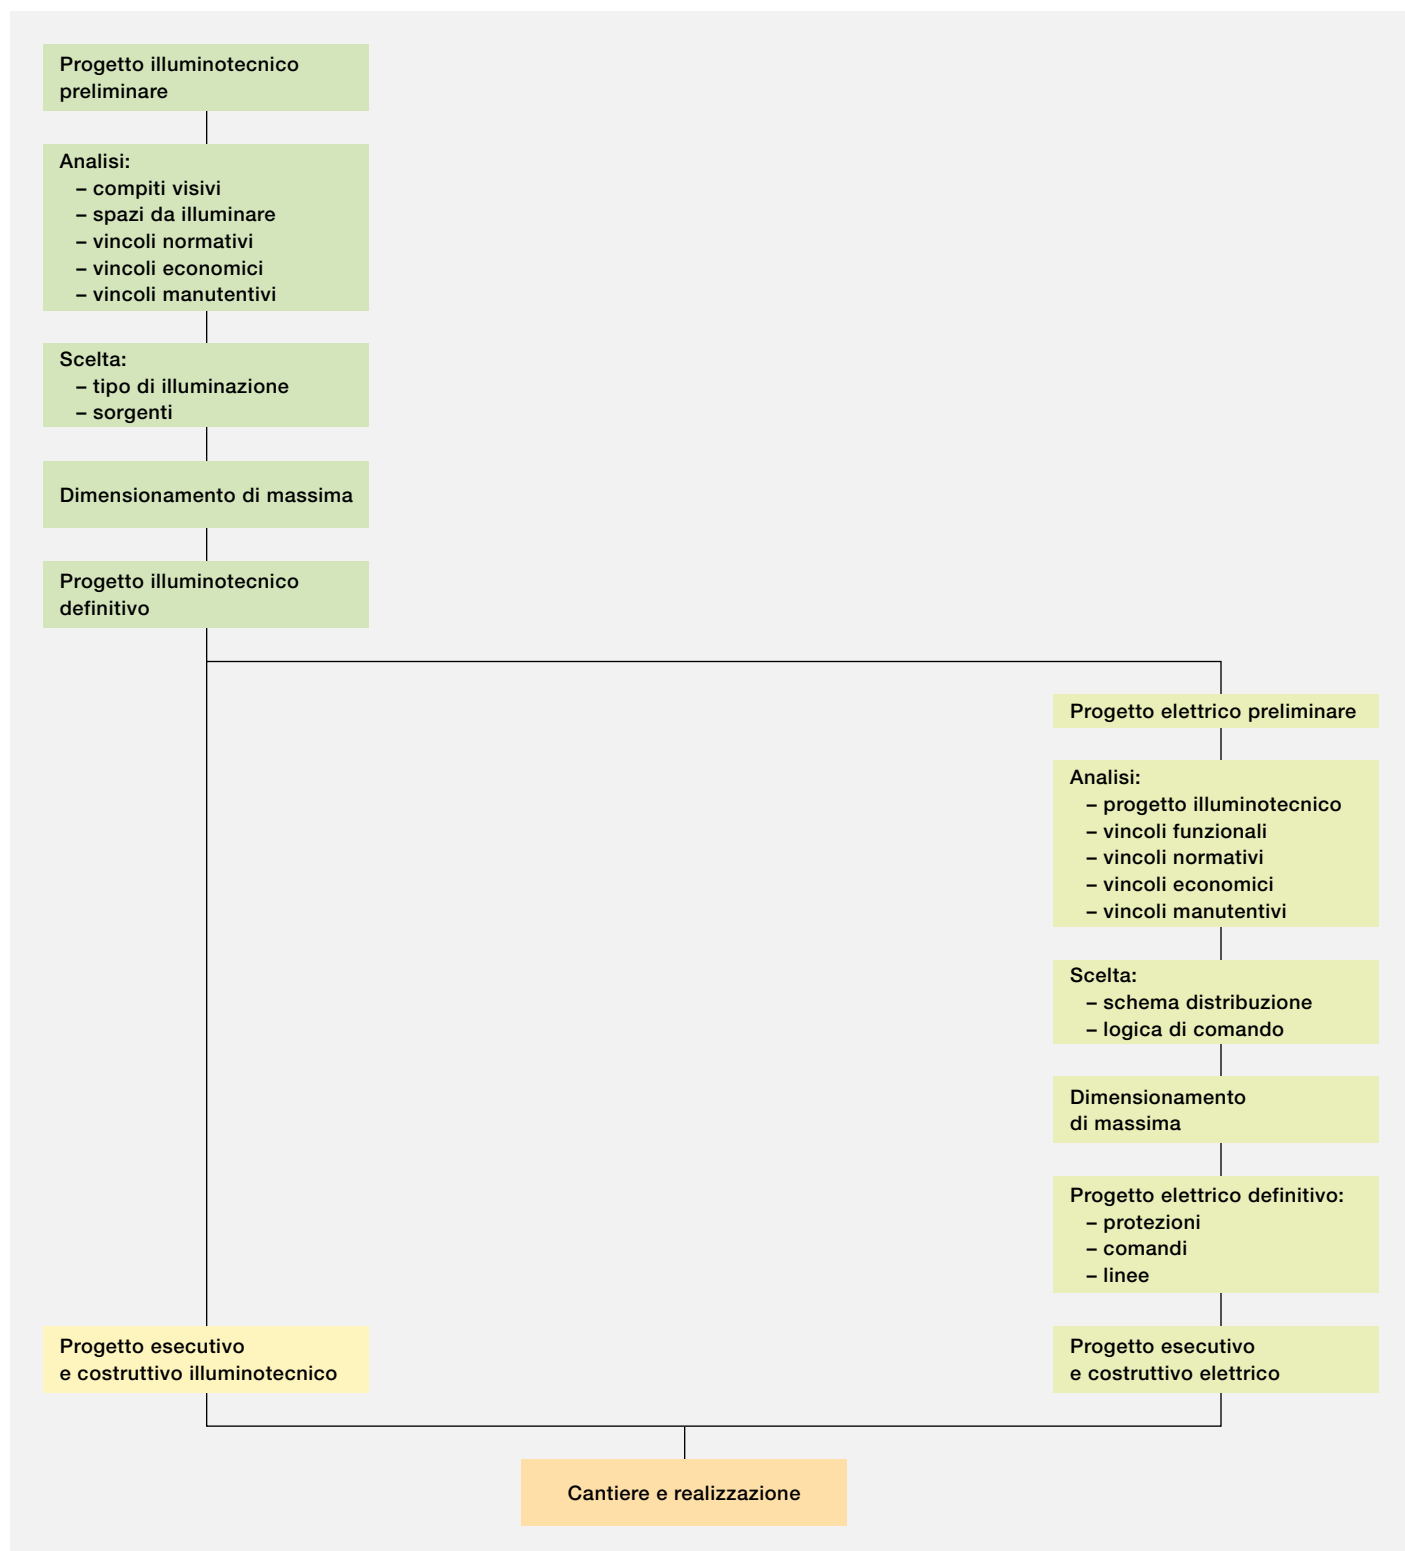 Progetto illuminotecnico
preliminare
Analisi:
– compiti visivi
– spazi da illuminare
– vincoli normativi
– vincoli economici
– vincoli manutentivi
Scelta:
– tipo di illuminazione
– sorgenti
Dimensionamento di massima
Progetto illuminotecnico
definitivo
Progetto elettrico preliminare
Analisi:
– progetto illuminotecnico
– vincoli funzionali
– vincoli normativi
– vincoli economici
– vincoli manutentivi
Scelta:
– schema distribuzione
– logica di comando
Dimensionamento
di massima
Progetto elettrico definitivo:
– protezioni
– comandi
– linee
Progetto esecutivo
e costruttivo illuminotecnico
Progetto esecutivo
e costruttivo elettrico
Cantiere e realizzazione